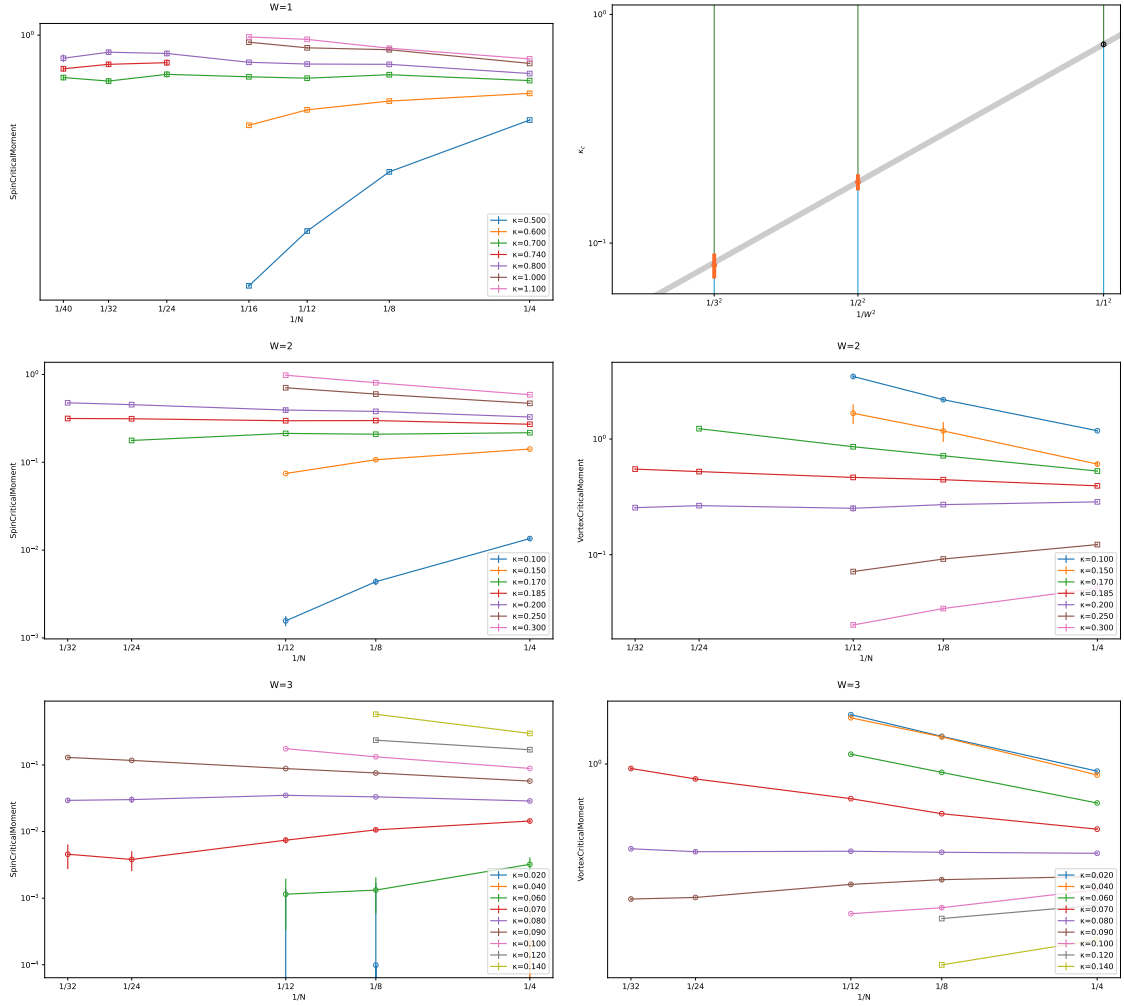 W=1
10⁰
SpinCriticalMoment
κ=0.500
κ=0.600
κ=0.700
κ=0.740
κ=0.800
κ=1.000
κ=1.100
1/40
1/32
1/24
1/16
1/12
1/8
1/4
1/N
10⁰
κc
10⁻¹
1/3²
1/2²
1/1²
1/W²
W=2
10⁰
10⁻¹
10⁻²
10⁻³
SpinCriticalMoment
κ=0.100
κ=0.150
κ=0.170
κ=0.185
κ=0.200
κ=0.250
κ=0.300
1/32
1/24
1/12
1/8
1/4
1/N
W=2
10⁰
10⁻¹
VortexCriticalMoment
κ=0.100
κ=0.150
κ=0.170
κ=0.185
κ=0.200
κ=0.250
κ=0.300
1/32
1/24
1/12
1/8
1/4
1/N
W=3
10⁻¹
10⁻²
10⁻³
10⁻⁴
SpinCriticalMoment
κ=0.020
κ=0.040
κ=0.060
κ=0.070
κ=0.080
κ=0.090
κ=0.100
κ=0.120
κ=0.140
1/32
1/24
1/12
1/8
1/4
1/N
W=3
10⁰
VortexCriticalMoment
κ=0.020
κ=0.040
κ=0.060
κ=0.070
κ=0.080
κ=0.090
κ=0.100
κ=0.120
κ=0.140
1/32
1/24
1/12
1/8
1/4
1/N